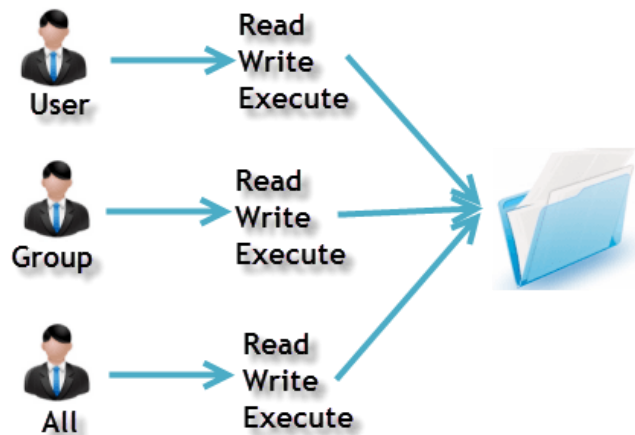 User
Read
Write
Execute
Group
Read
Write
Execute
All
Read
Write
Execute